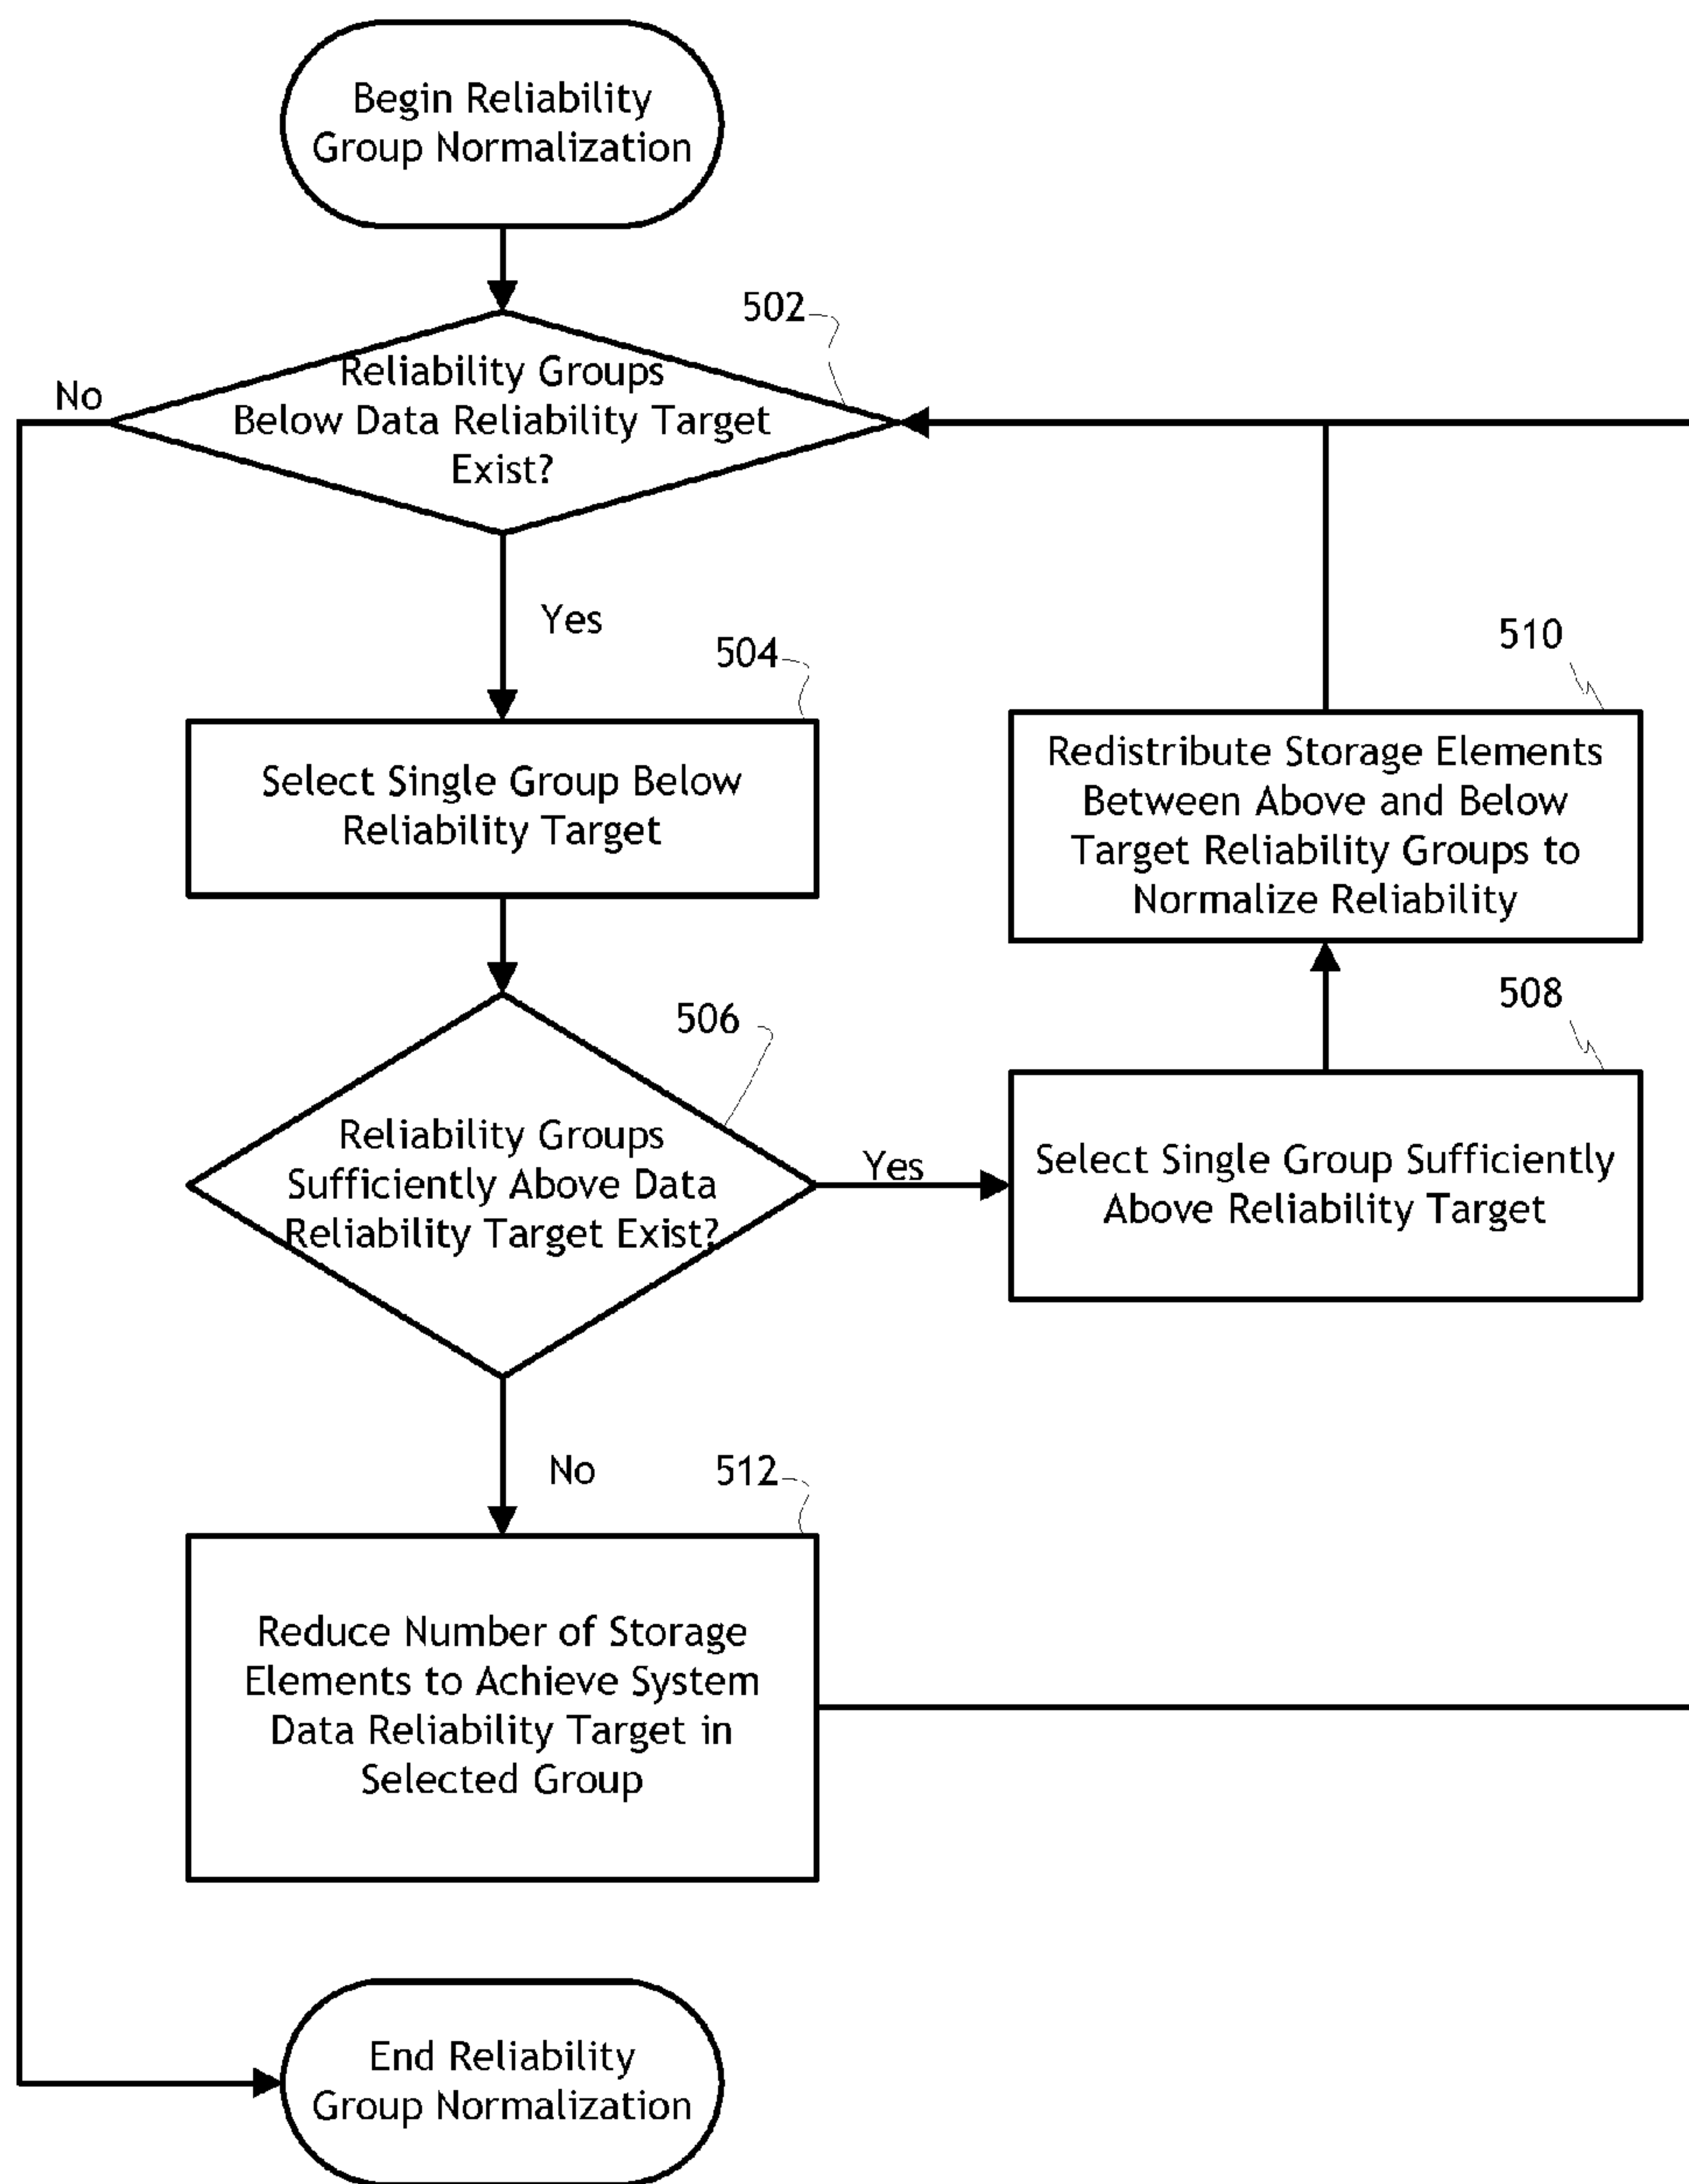 Begin Reliability
Group Normalization
502
Reliability Groups
Below Data Reliability Target
Exist?
No
Yes
504
Select Single Group Below
Reliability Target
510
Redistribute Storage Elements
Between Above and Below
Target Reliability Groups to
Normalize Reliability
506
Reliability Groups
Sufficiently Above Data
Reliability Target Exist?
Yes
508
Select Single Group Sufficiently
Above Reliability Target
No
512
Reduce Number of Storage
Elements to Achieve System
Data Reliability Target in
Selected Group
End Reliability
Group Normalization